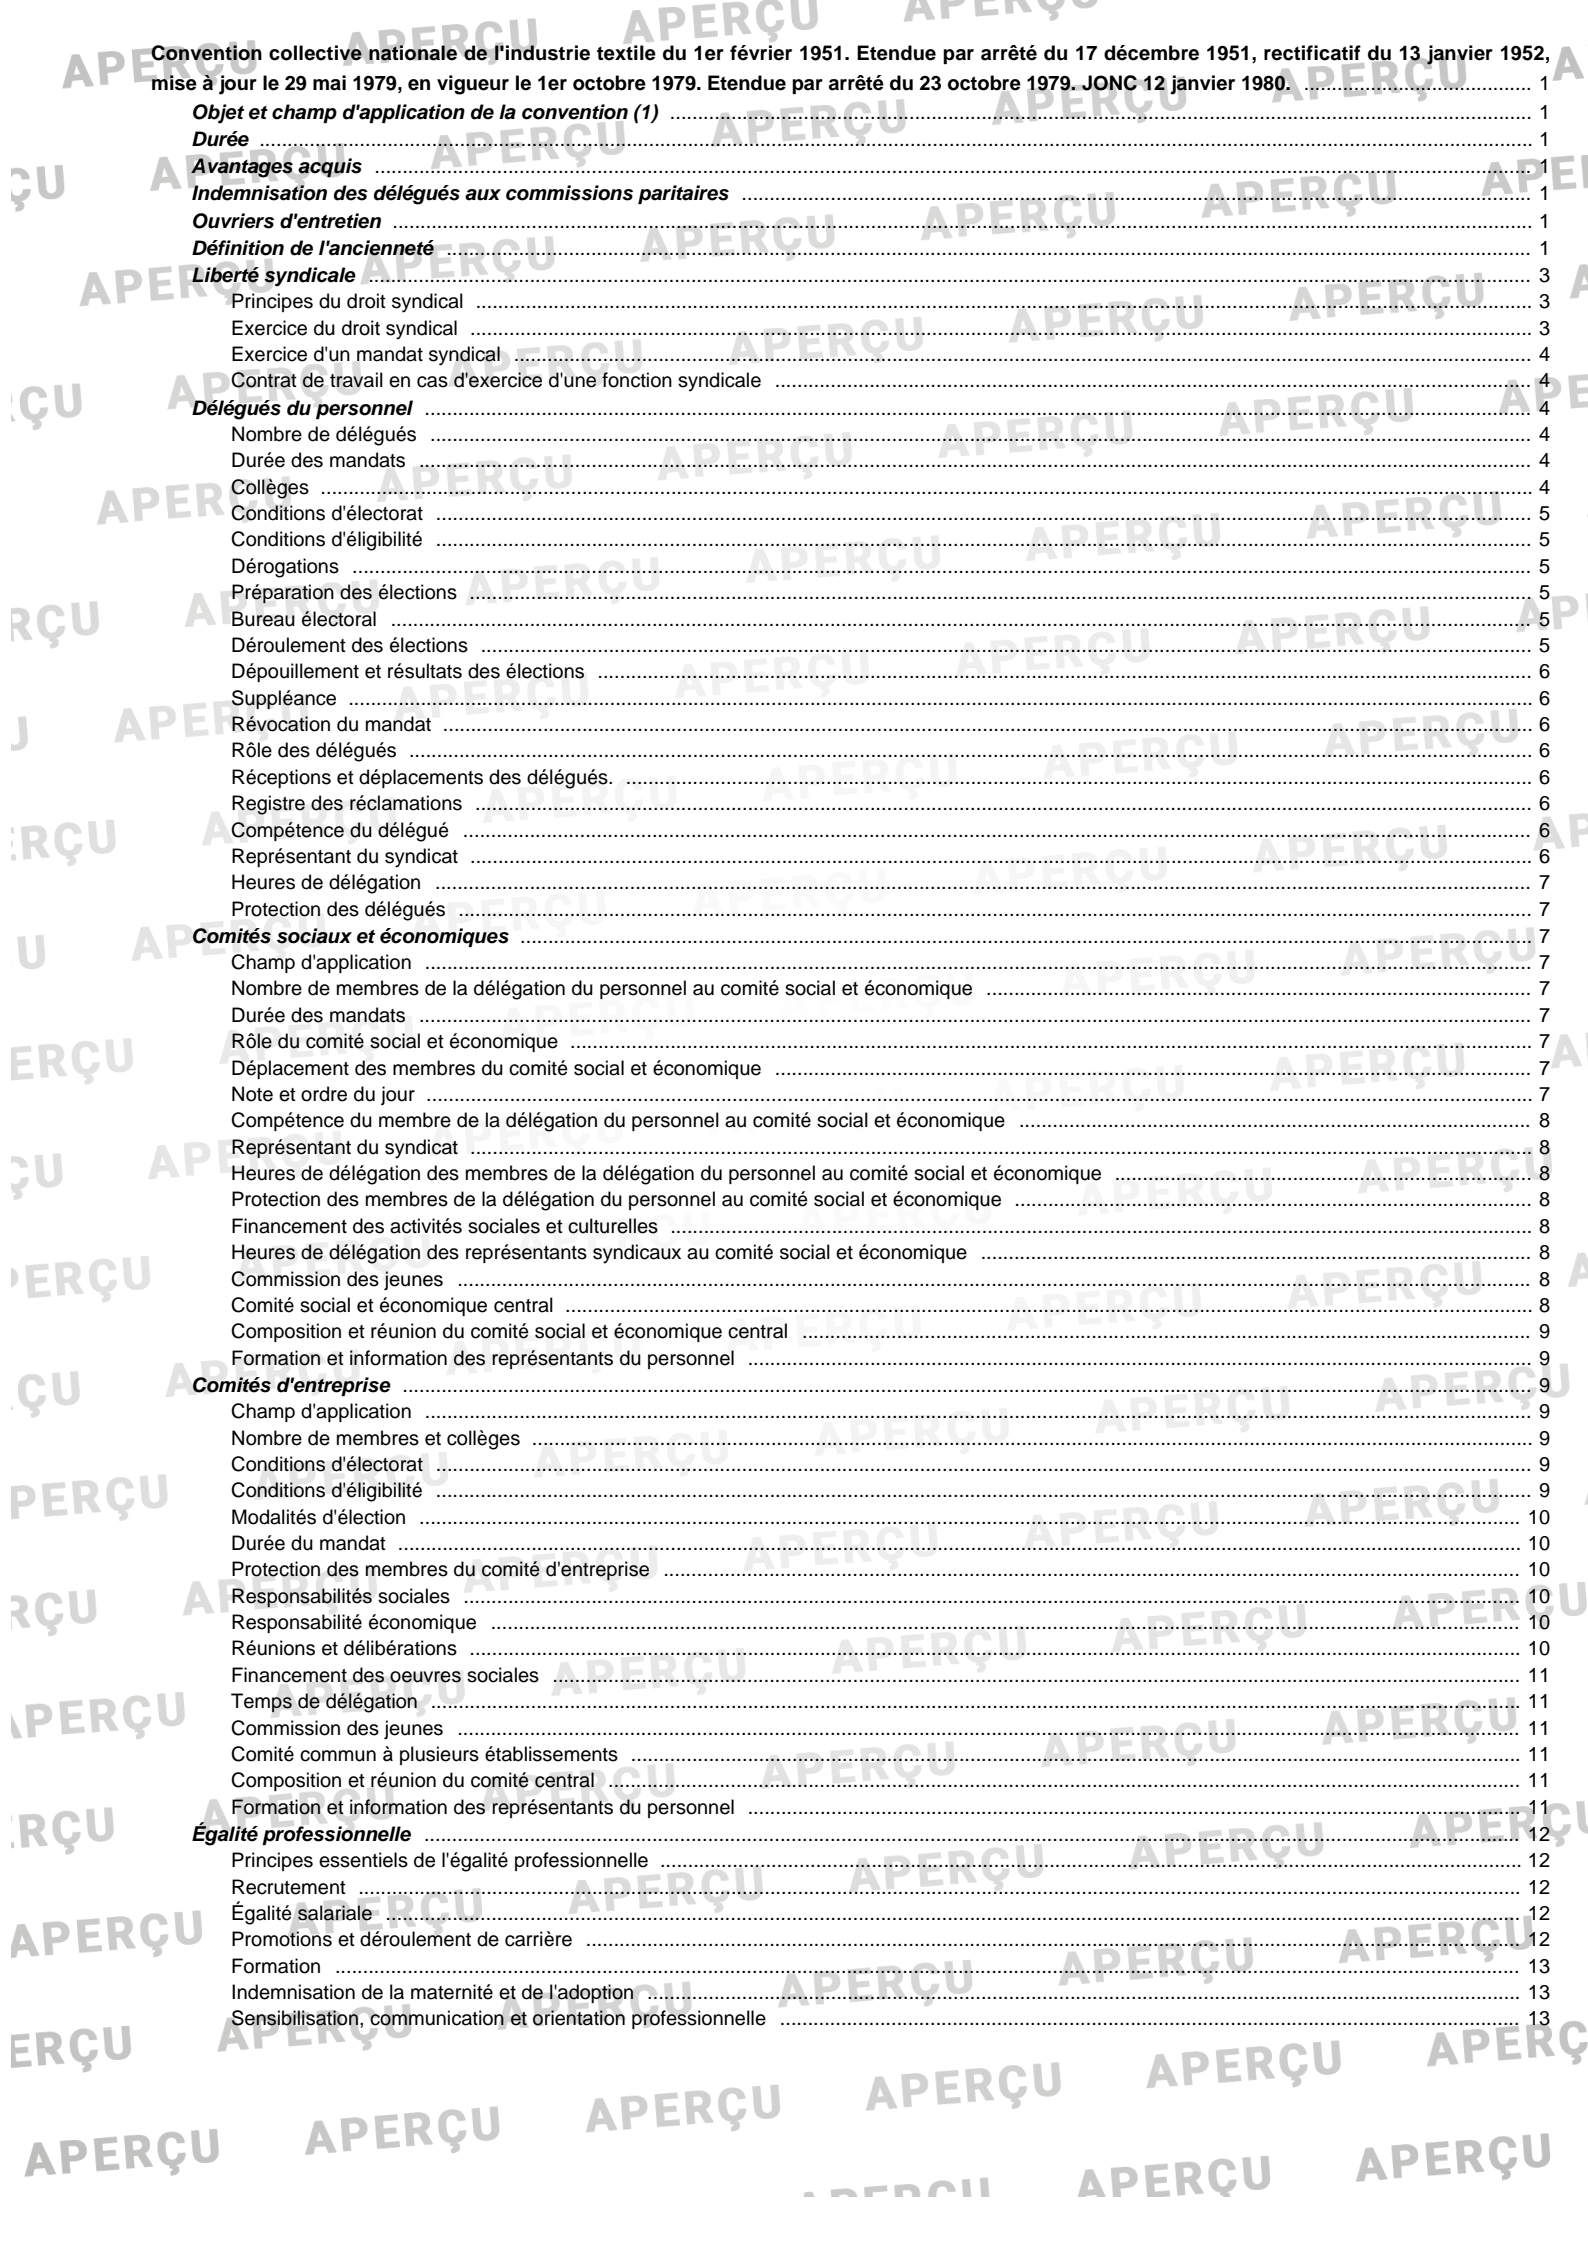 Convention collective nationale de l'industrie textile du 1er février 1951. Etendue par arrêté du 17 décembre 1951, rectificatif du 13 janvier 1952,
mise à jour le 29 mai 1979, en vigueur le 1er octobre 1979. Etendue par arrêté du 23 octobre 1979. JONC 12 janvier 1980. 1
Objet et champ d'application de la convention (1) 1
Durée 1
Avantages acquis 1
Indemnisation des délégués aux commissions paritaires 1
Ouvriers d'entretien 1
Définition de l'ancienneté 1
Liberté syndicale 3
Principes du droit syndical 3
Exercice du droit syndical 3
Exercice d'un mandat syndical 4
Contrat de travail en cas d'exercice d'une fonction syndicale 4
Délégués du personnel 4
Nombre de délégués 4
Durée des mandats 4
Collèges 4
Conditions d'électorat 5
Conditions d'éligibilité 5
Dérogations 5
Préparation des élections 5
Bureau électoral 5
Déroulement des élections 5
Dépouillement et résultats des élections 6
Suppléance 6
Révocation du mandat 6
Rôle des délégués 6
Réceptions et déplacements des délégués. 6
Registre des réclamations 6
Compétence du délégué 6
Représentant du syndicat 6
Heures de délégation 7
Protection des délégués 7
Comités sociaux et économiques 7
Champ d'application 7
Nombre de membres de la délégation du personnel au comité social et économique 7
Durée des mandats 7
Rôle du comité social et économique 7
Déplacement des membres du comité social et économique 7
Note et ordre du jour 7
Compétence du membre de la délégation du personnel au comité social et économique 8
Représentant du syndicat 8
Heures de délégation des membres de la délégation du personnel au comité social et économique 8
Protection des membres de la délégation du personnel au comité social et économique 8
Financement des activités sociales et culturelles 8
Heures de délégation des représentants syndicaux au comité social et économique 8
Commission des jeunes 8
Comité social et économique central 8
Composition et réunion du comité social et économique central 9
Formation et information des représentants du personnel 9
Comités d'entreprise 9
Champ d'application 9
Nombre de membres et collèges 9
Conditions d'électorat 9
Conditions d'éligibilité 9
Modalités d'élection 10
Durée du mandat 10
Protection des membres du comité d'entreprise 10
Responsabilités sociales 10
Responsabilité économique 10
Réunions et délibérations 10
Financement des oeuvres sociales 11
Temps de délégation 11
Commission des jeunes 11
Comité commun à plusieurs établissements 11
Composition et réunion du comité central 11
Formation et information des représentants du personnel 11
Égalité professionnelle 12
Principes essentiels de l'égalité professionnelle 12
Recrutement 12
Égalité salariale 12
Promotions et déroulement de carrière 12
Formation 13
Indemnisation de la maternité et de l'adoption 13
Sensibilisation, communication et orientation professionnelle 13
APERÇU